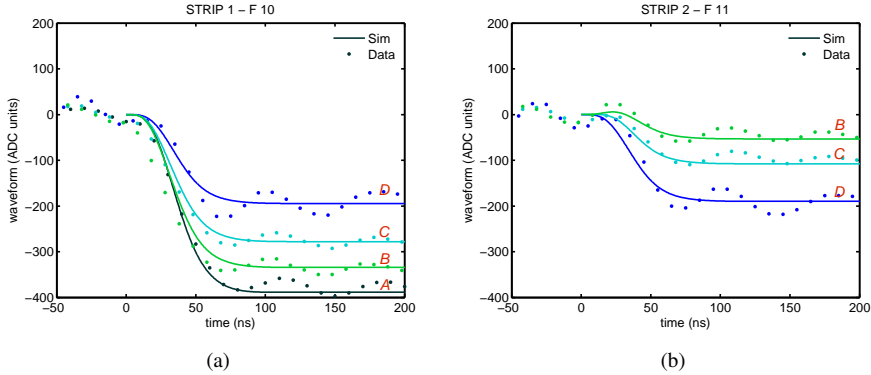 STRIP 1 – F 10
200
100
0
−100
−200
−300
−400
−50
0
50
100
150
200
waveform (ADC units)
time (ns)
Sim
Data
D
C
B
A
(a)
STRIP 2 – F 11
200
100
0
−100
−200
−300
−400
−50
0
50
100
150
200
waveform (ADC units)
time (ns)
Sim
Data
B
C
D
(b)